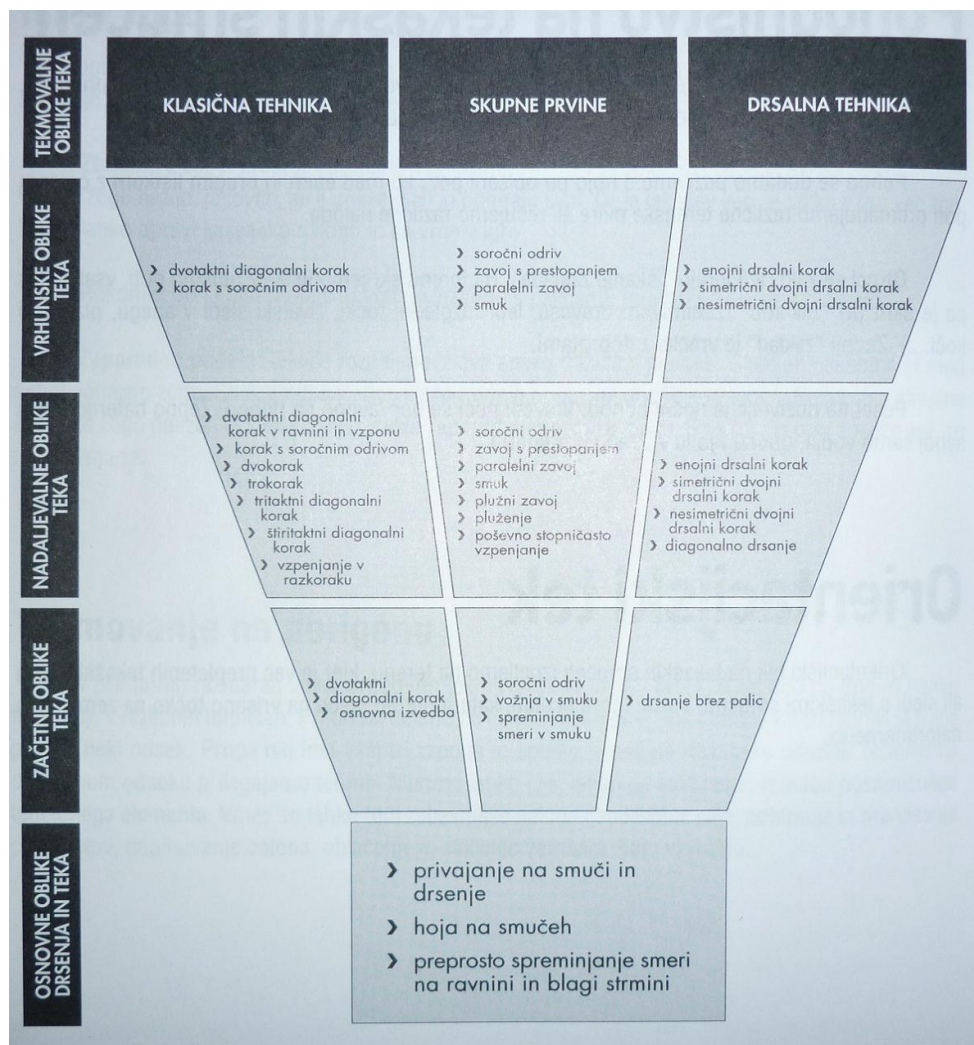 TEKMOVALNE
OBLIKE TEKA
KLASIČNA TEHNIKA
SKUPNE PRVINE
DRSALNA TEHNIKA
VRHUNSKE OBLIKE
TEKA
› dvotaktni diagonalni korak
› korak s soročnim odrivom
› soročni odriv
› zavoj s prestopanjem
› paralelni zavoj
› smuk
› enojni drsalni korak
› simetrični dvojni drsalni korak
› nesimetrični dvojni drsalni korak
NADALJEVALNE OBLIKE
TEKA
› dvotaktni diagonalni
korak v ravnini in vzponu
› korak s soročnim odrivom
› dvokorak
› trokorak
› tritaktni diagonalni
korak
› štiritaktni diagonalni
korak
› vzpenjanje v
razkoraku
› soročni odriv
› zavoj s prestopanjem
› paralelni zavoj
› smuk
› plužni zavoj
› pluženje
› poševno stopničasto
vzpenjanje
› enojni drsalni korak
› simetrični dvojni
drsalni korak
› nesimetrični dvojni
drsalni korak
› diagonalno drsanje
ZAČETNE OBLIKE
TEKA
› dvotaktni
› diagonalni korak
› osnovna izvedba
› soročni odriv
› vožnja v smuku
› spreminjanje
smeri v smuku
› drsanje brez palic
OSNOVNE OBLIKE
DRSENJA IN TEKA
› privajanje na smuči in
drsenje
› hoja na smučeh
› preprosto spreminjanje smeri
na ravnini in blagi strmini